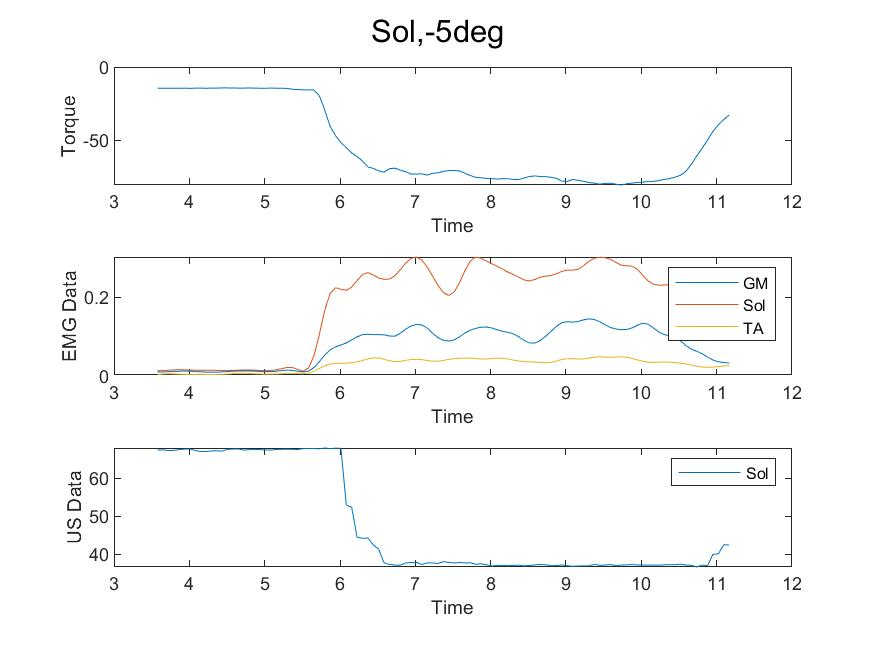 Sol,-5deg
0
-50
Torque
3 4 5 6 7 8 9 10 11 12
Time
0.2
0
EMG Data
GM
Sol
TA
3 4 5 6 7 8 9 10 11 12
Time
60
50
40
US Data
Sol
3 4 5 6 7 8 9 10 11 12
Time